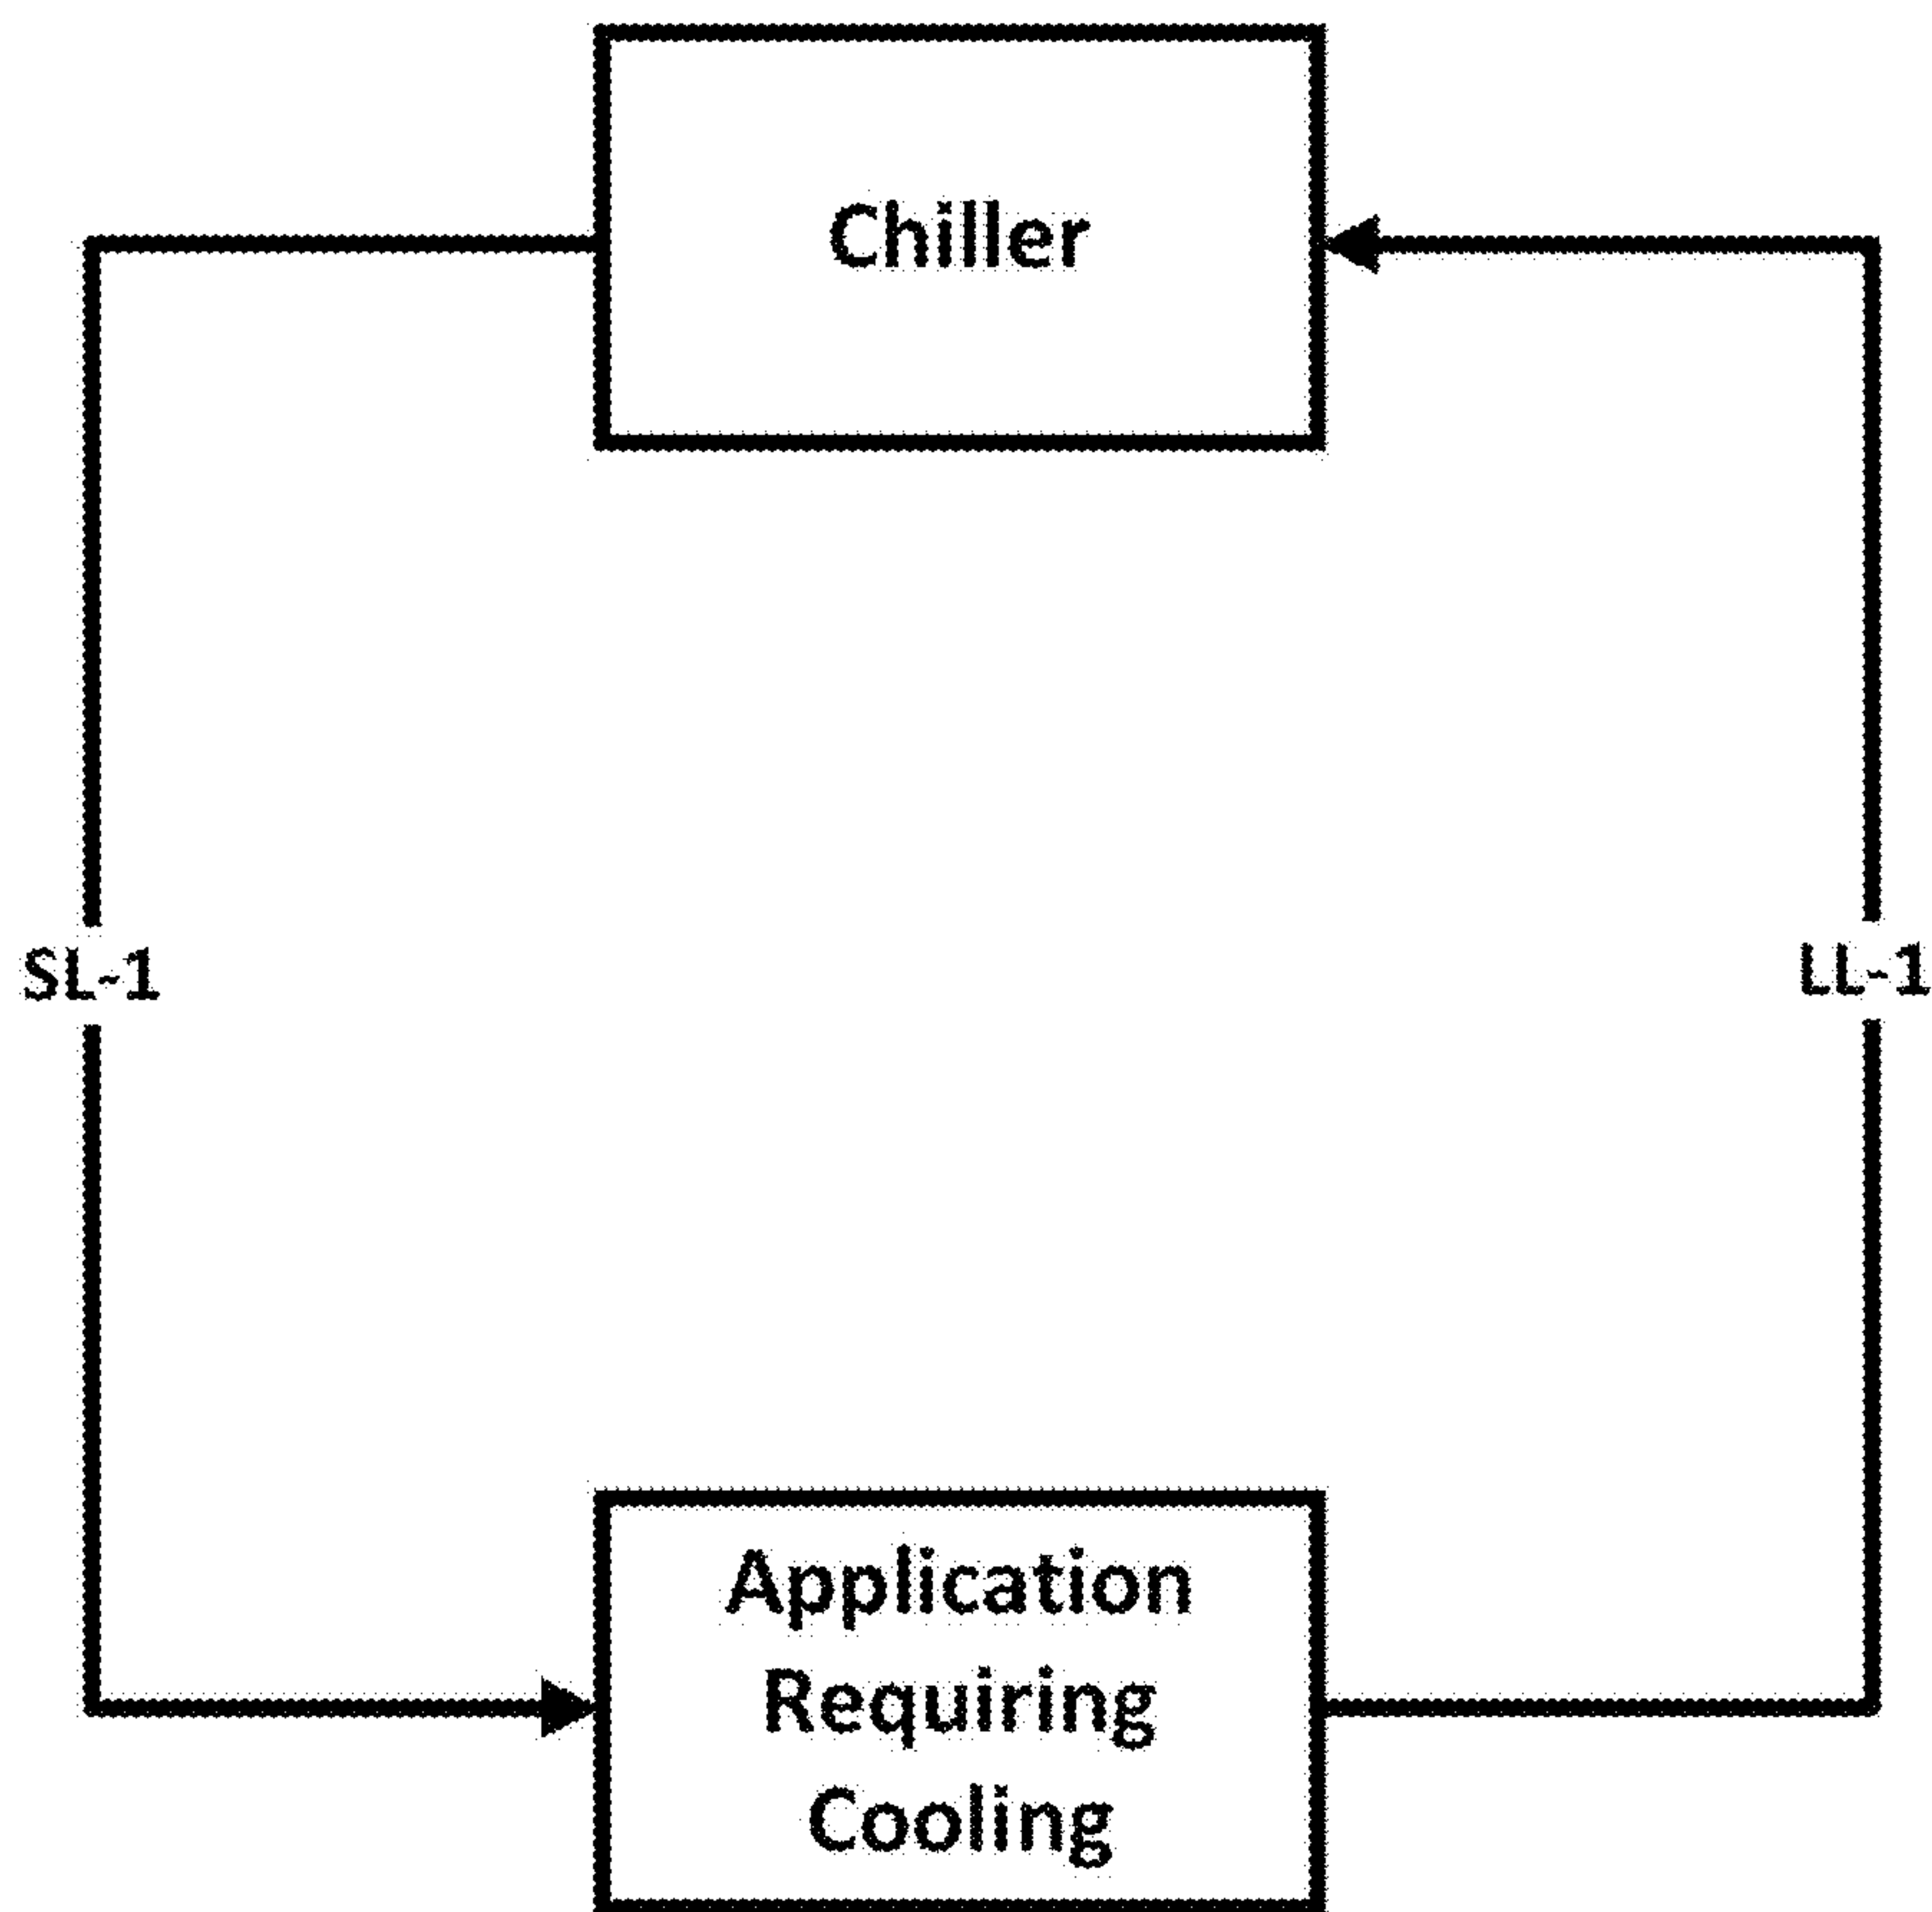 Chiller
SL-1
LL-1
Application
Requiring
Cooling